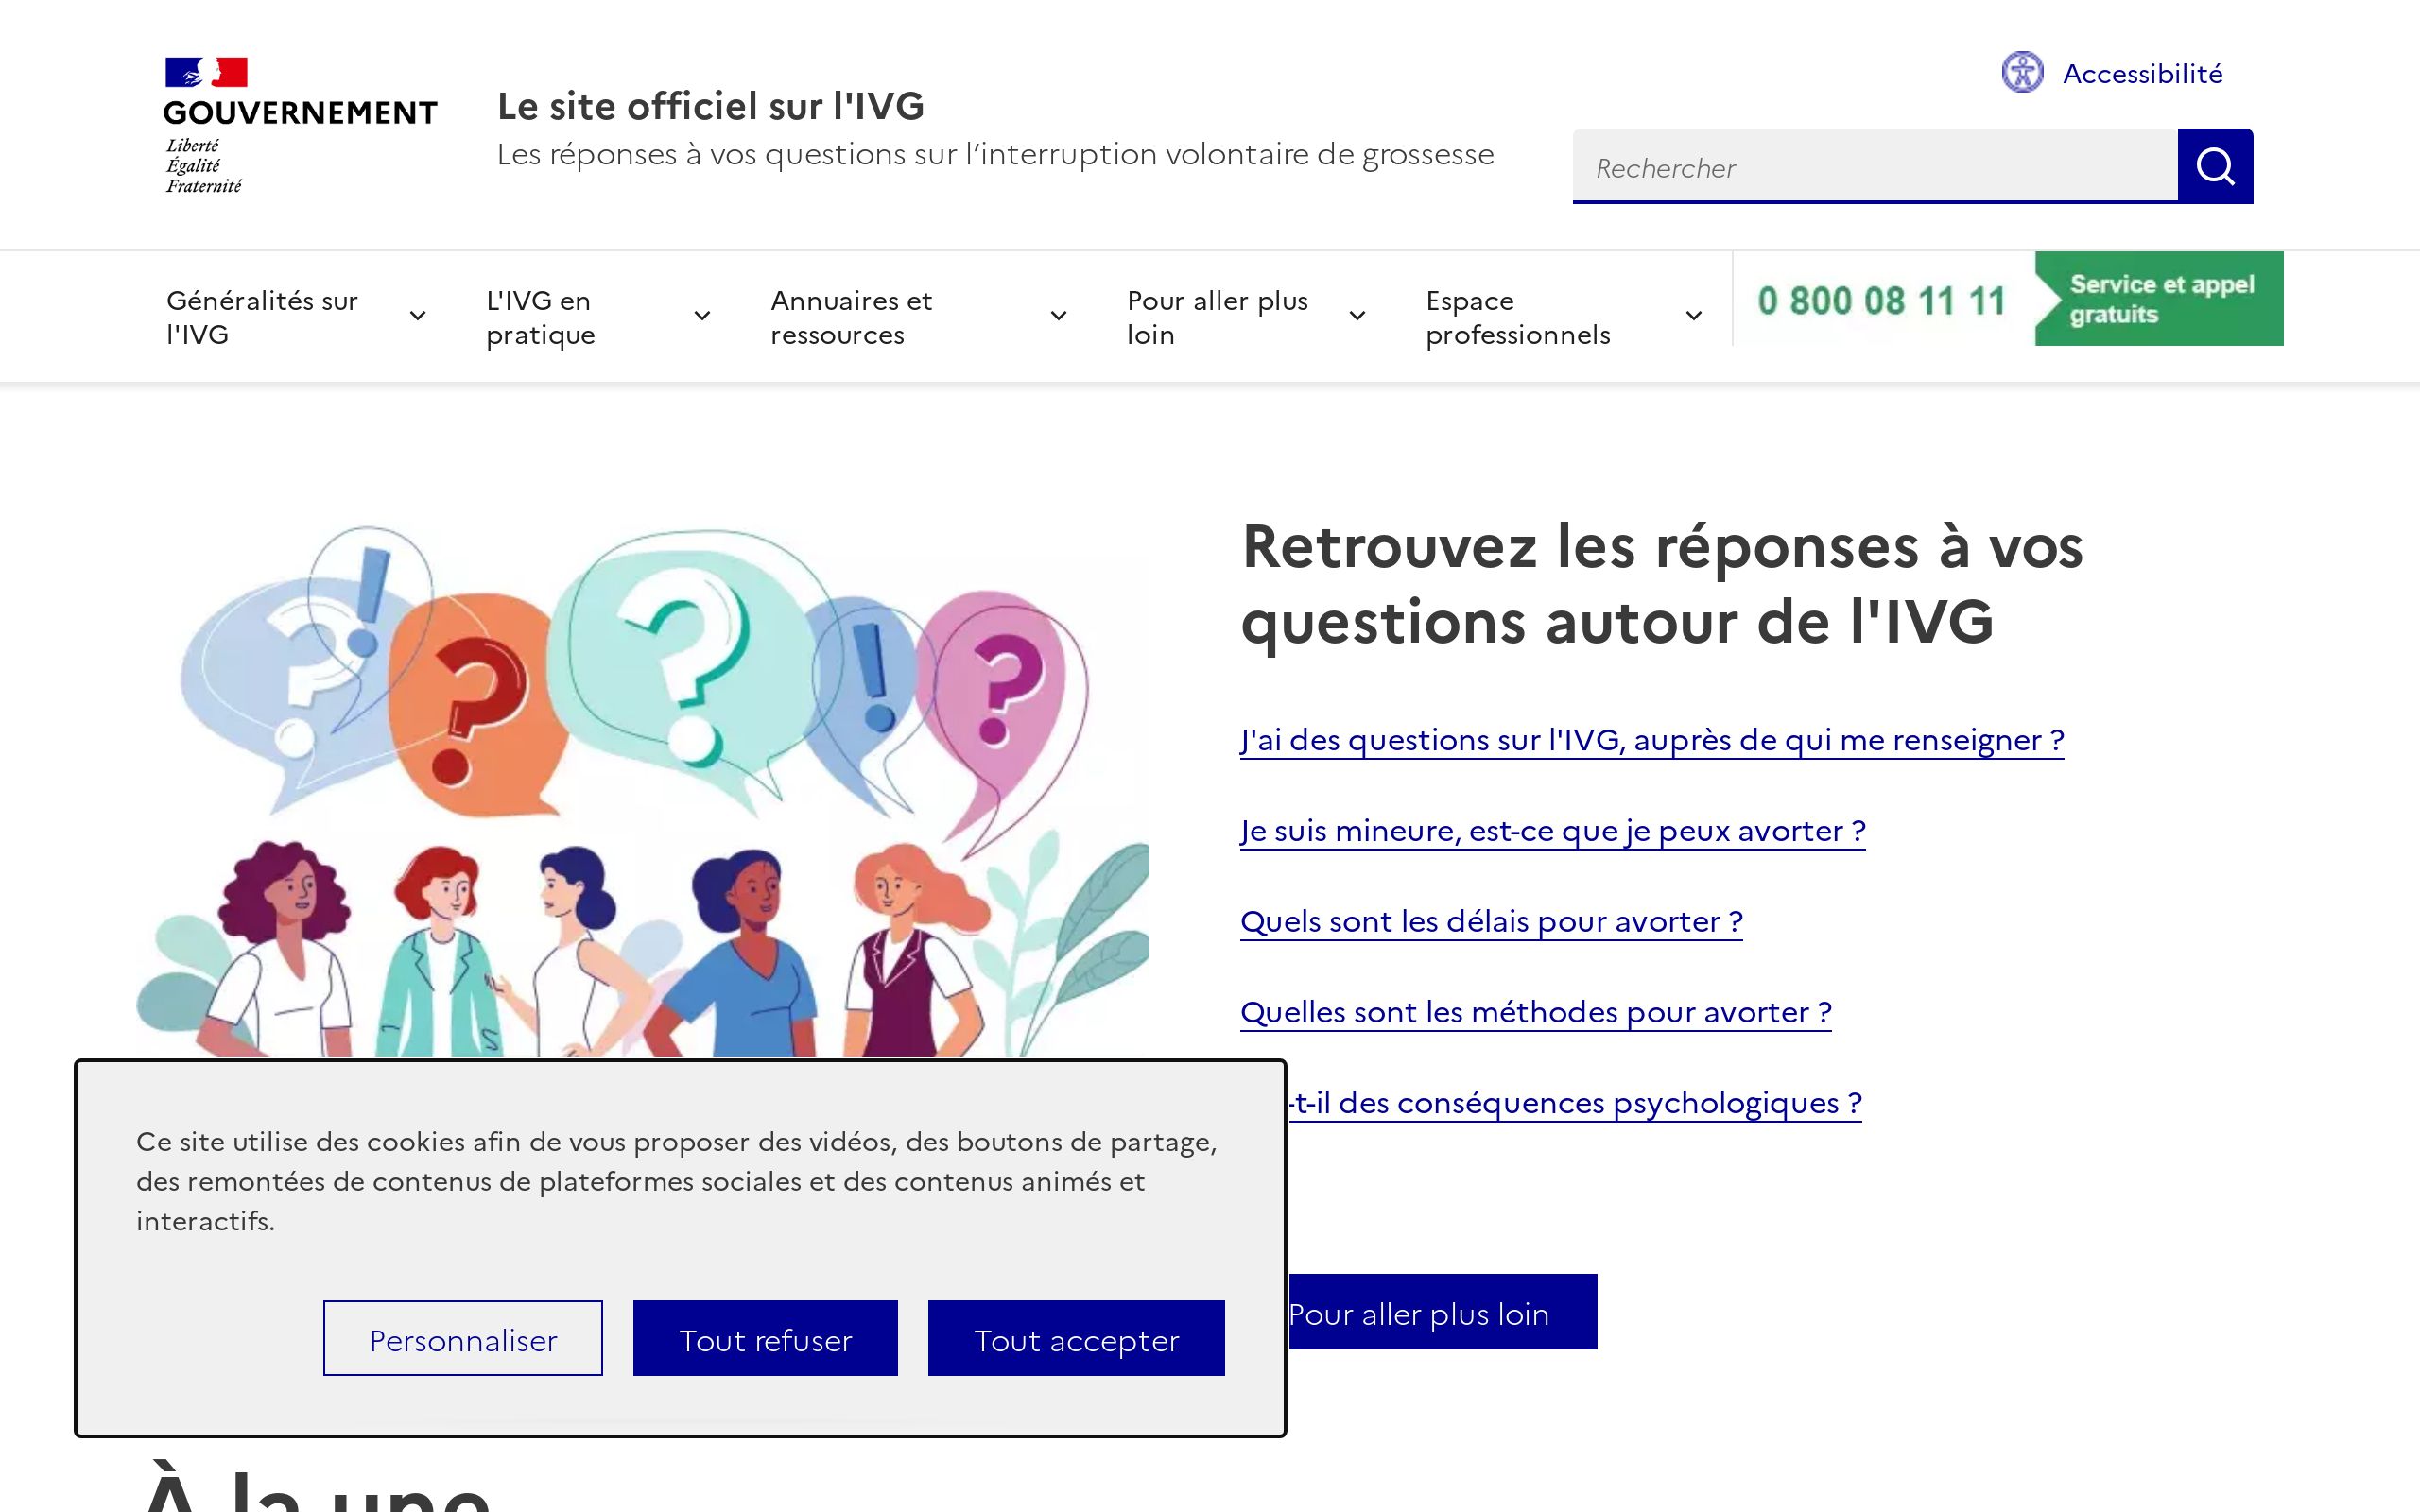 GOUVERNEMENT
Liberté
Égalité
Fraternité
Le site officiel sur l'IVG
Les réponses à vos questions sur l’interruption volontaire de grossesse
Accessibilité
Rechercher
Généralités sur
l'IVG
L'IVG en
pratique
Annuaires et
ressources
Pour aller plus
loin
Espace
professionnels
0 800 08 11 11
Service et appel
gratuits
? ! ? ? ! ?
Retrouvez les réponses à vos
questions autour de l'IVG
J'ai des questions sur l'IVG, auprès de qui me renseigner ?
Je suis mineure, est-ce que je peux avorter ?
Quels sont les délais pour avorter ?
Quelles sont les méthodes pour avorter ?
-t-il des conséquences psychologiques ?
Pour aller plus loin
Ce site utilise des cookies afin de vous proposer des vidéos, des boutons de partage,
des remontées de contenus de plateformes sociales et des contenus animés et
interactifs.
Personnaliser
Tout refuser
Tout accepter
À la une